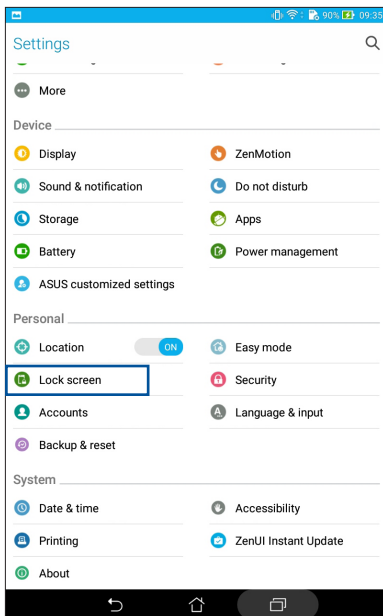 90% 09:35
Settings
More
Device
Display ZenMotion
Sound & notification Do not disturb
Storage Apps
Battery Power management
ASUS customized settings
Personal
Location ON Easy mode
Lock screen Security
Accounts Language & input
Backup & reset
System
Date & time Accessibility
Printing ZenUI Instant Update
About